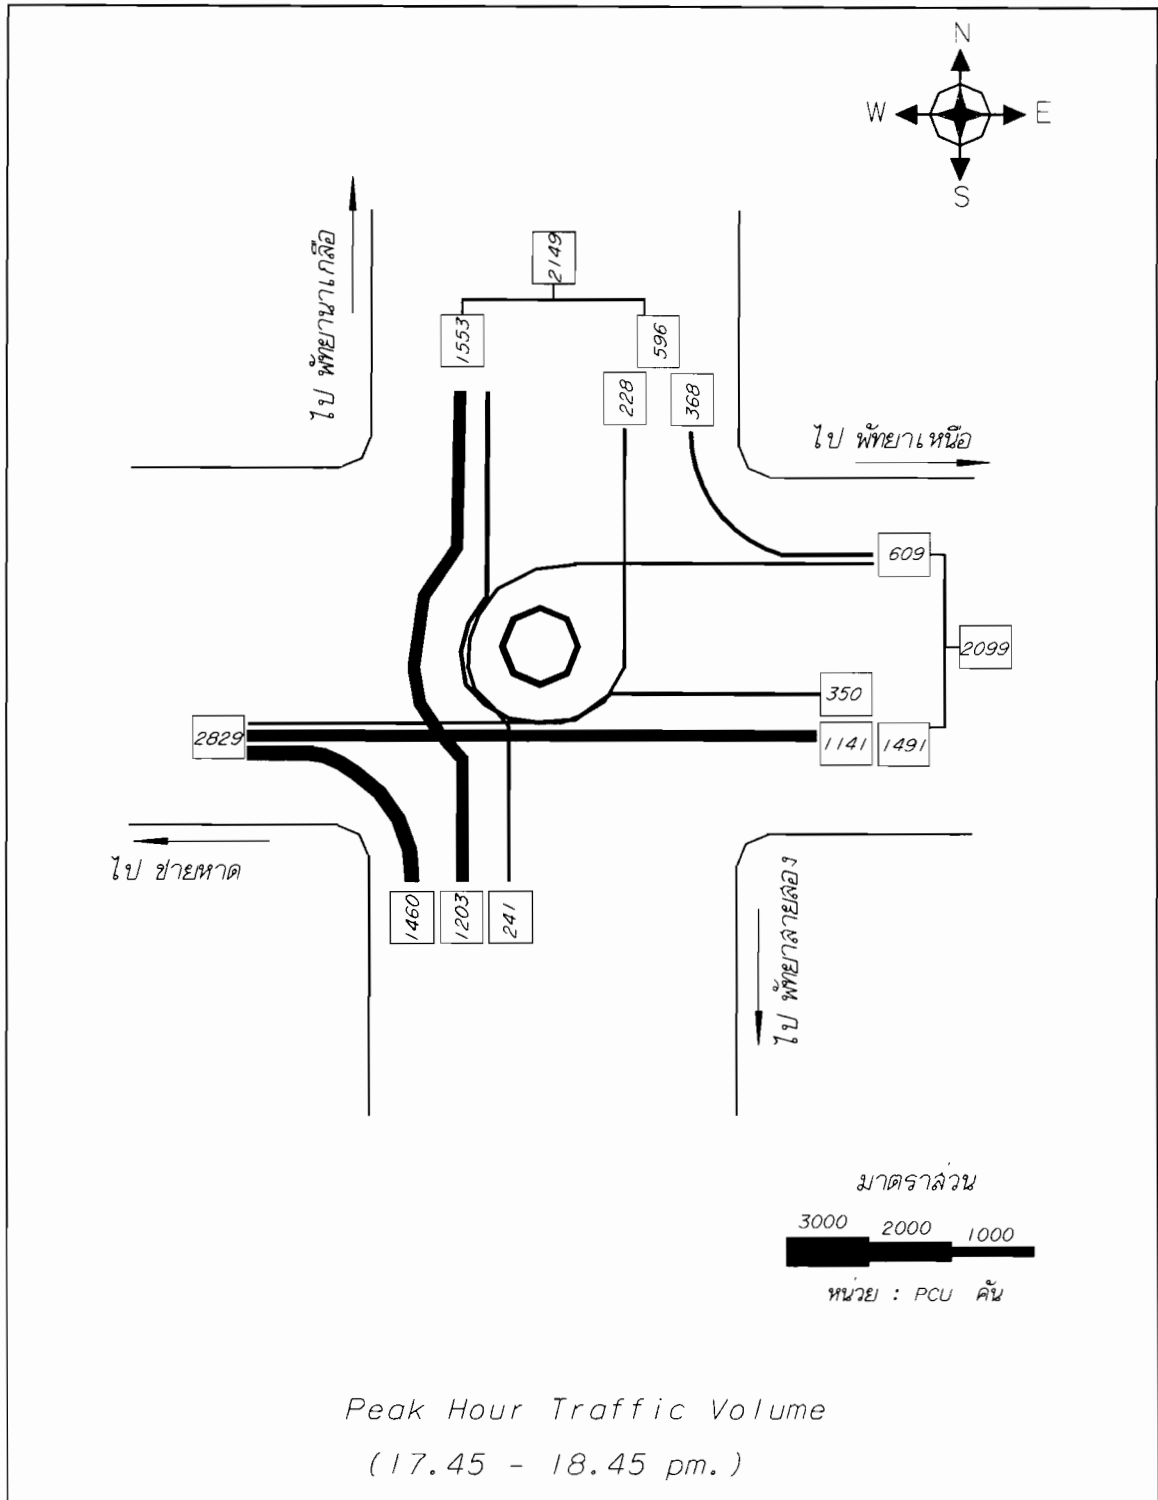 N
W
E
S
ไป พัทยานาเกลือ
2149
1553
596
228
368
ไป พัทยาเหนือ
609
2099
350
2829
1141
1491
ไป ชายหาด
1460
1203
241
ไป พัทยาสายสอง
มาตราส่วน
3000 2000 1000
หน่วย : PCU คัน
Peak Hour Traffic Volume
(17.45 - 18.45 pm.)